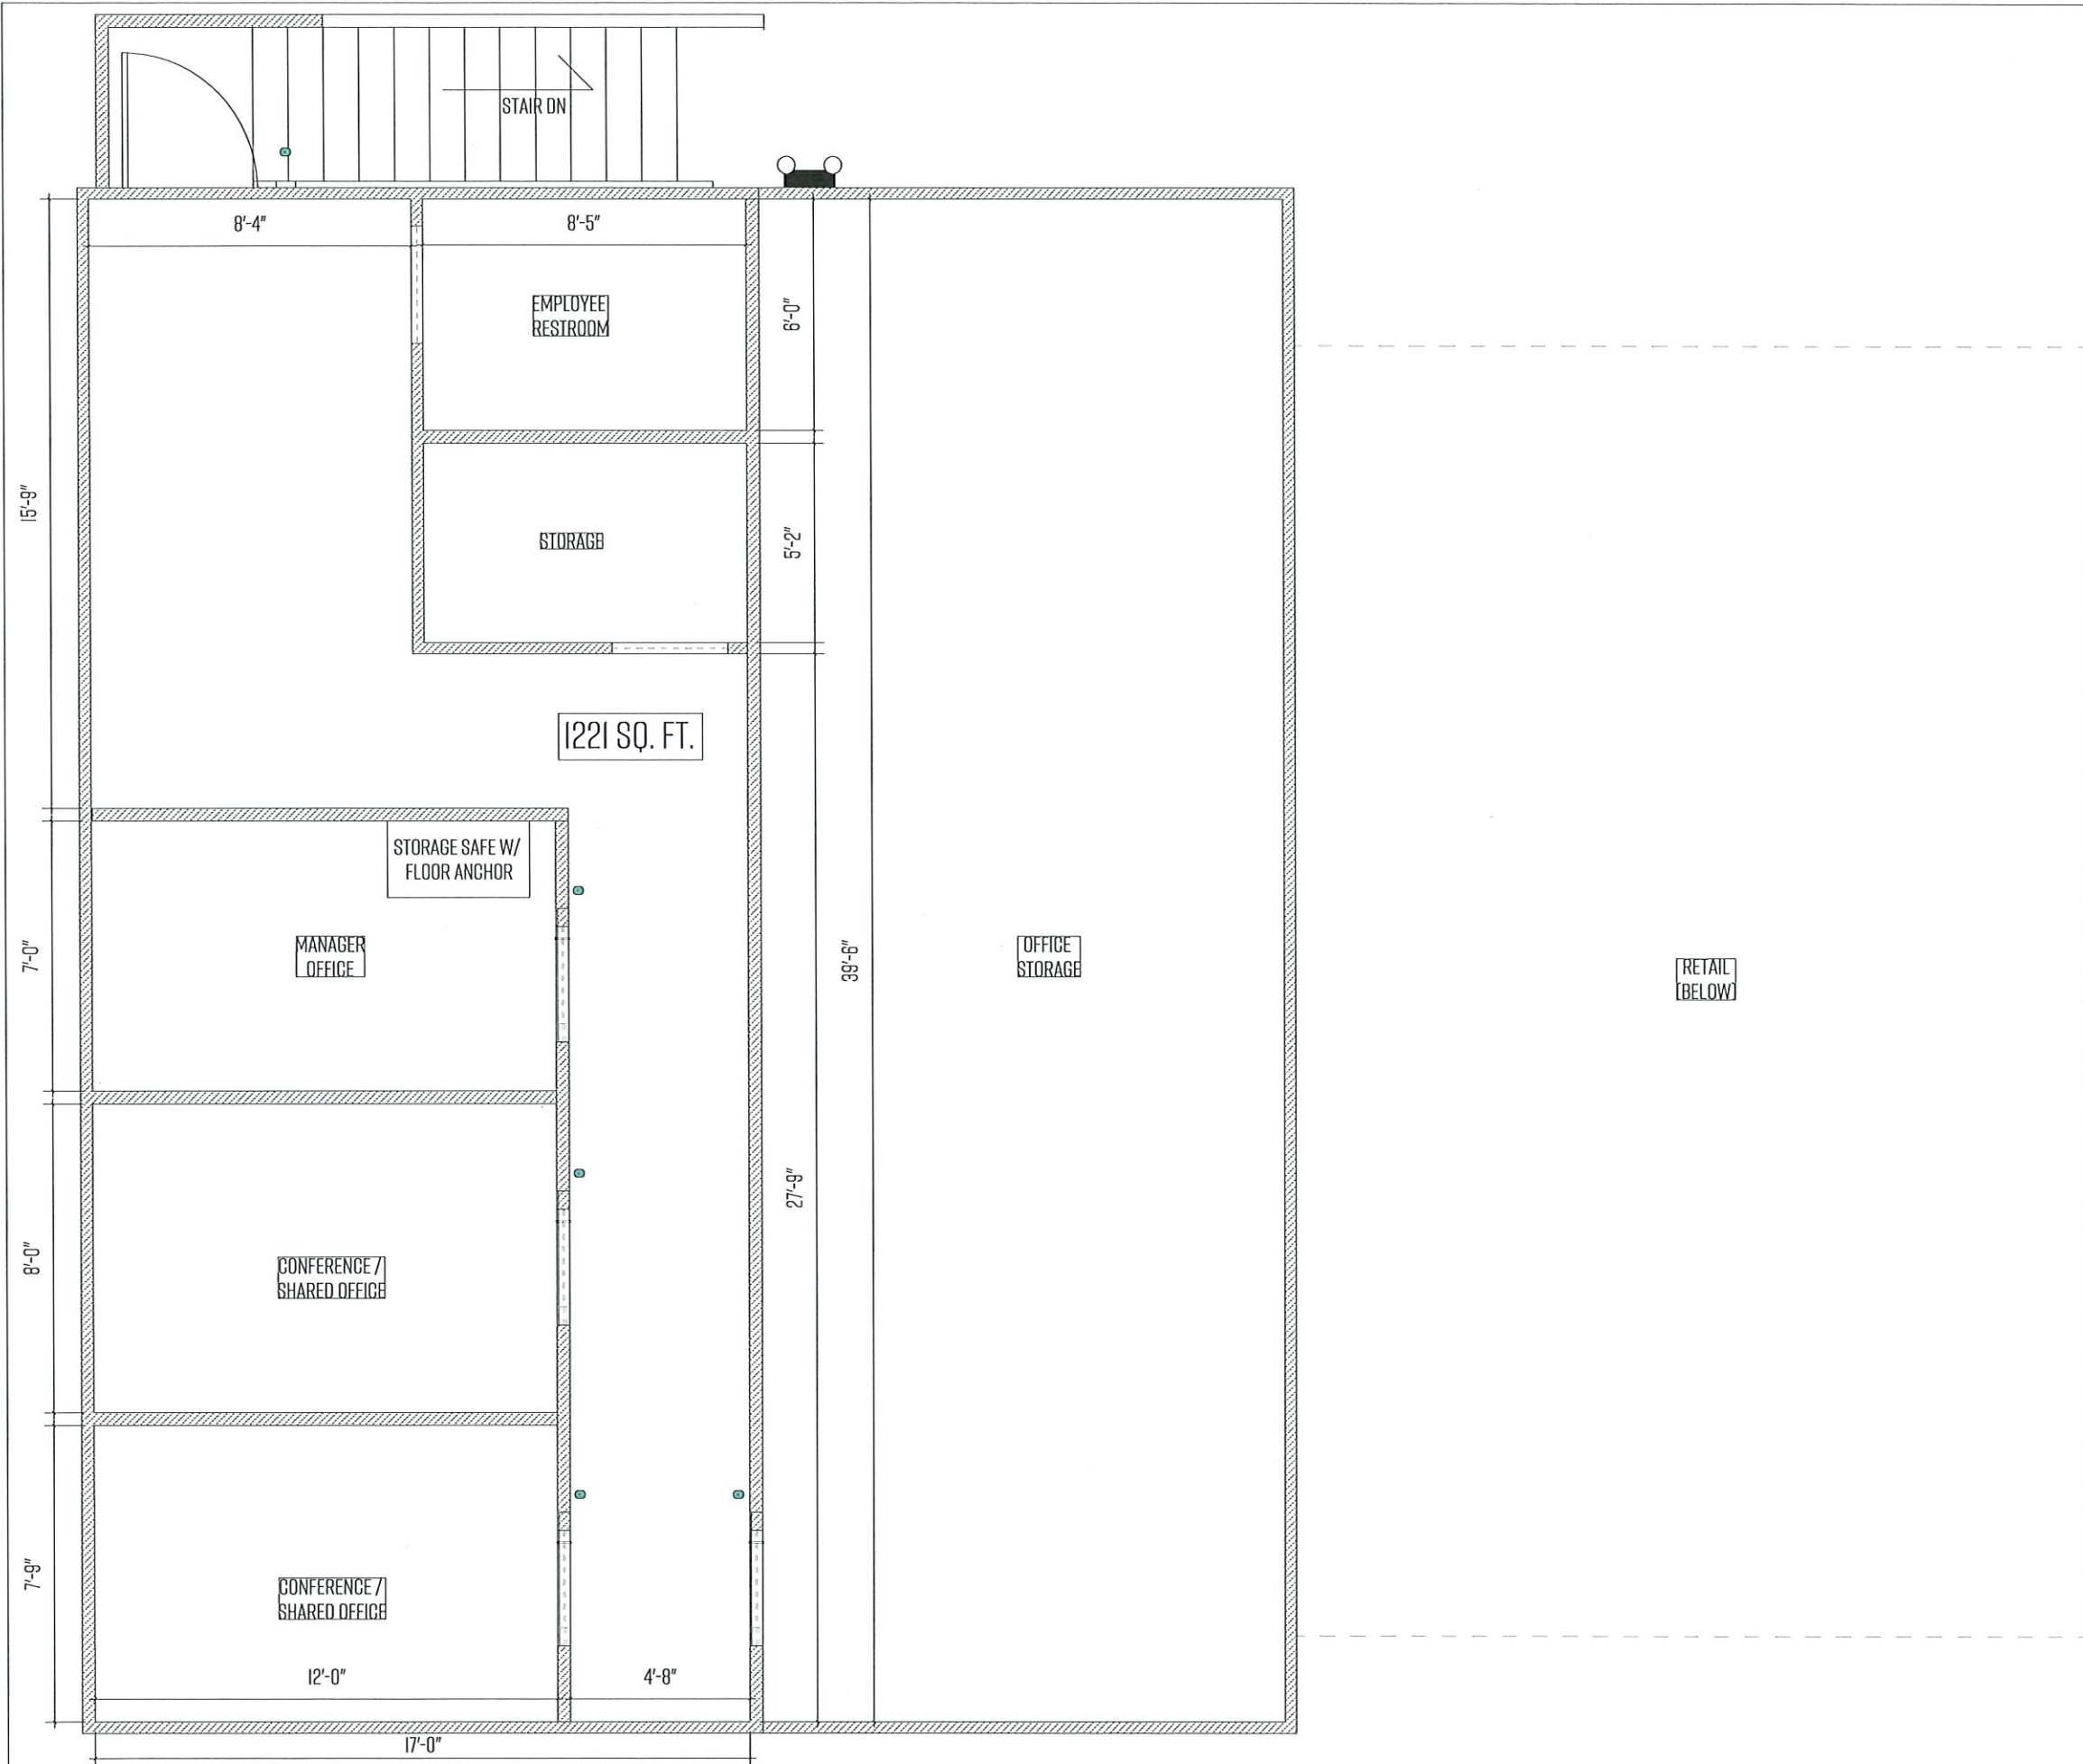 STAIR DN
8'-4"
8'-5"
EMPLOYEE
RESTROOM
6'-0"
15'-9"
STORAGE
5'-2"
1221 SQ. FT.
STORAGE SAFE W/
FLOOR ANCHOR
MANAGER
OFFICE
7'-0"
39'-6"
OFFICE
STORAGE
RETAIL
(BELOW)
27'-9"
8'-0"
CONFERENCE /
SHARED OFFICE
7'-9"
CONFERENCE /
SHARED OFFICE
12'-0"
4'-8"
17'-0"